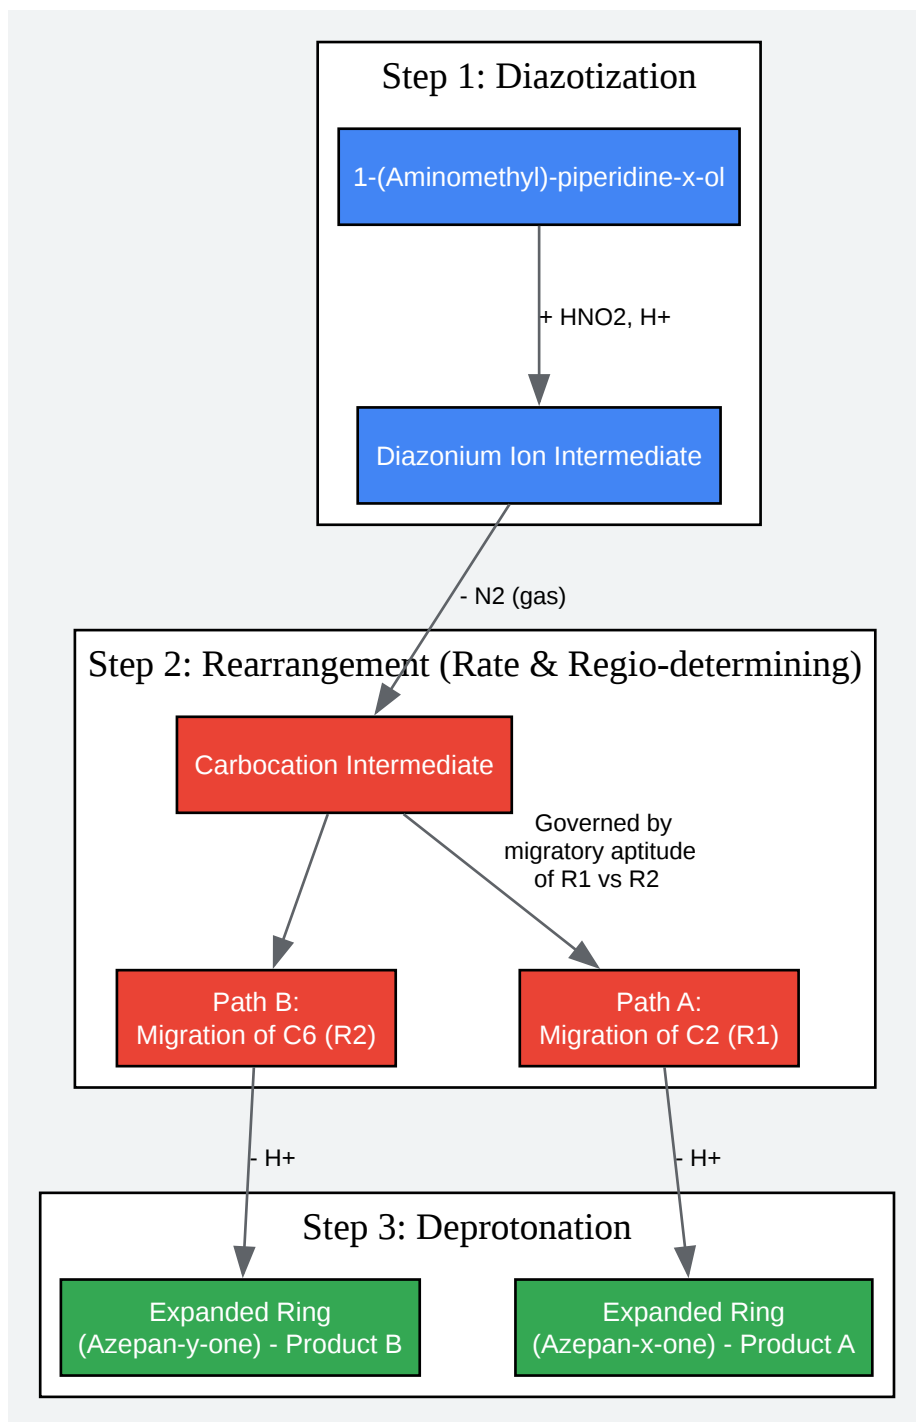 Step 1: Diazotization
1-(Aminomethyl)-piperidine-x-ol
+ HNO2, H+
Diazonium Ion Intermediate
- N2 (gas)
Step 2: Rearrangement (Rate & Regio-determining)
Carbocation Intermediate
Governed by
migratory aptitude
of R1 vs R2
Path B:
Migration of C6 (R2)
Path A:
Migration of C2 (R1)
- H+
- H+
Step 3: Deprotonation
Expanded Ring
(Azepan-y-one) - Product B
Expanded Ring
(Azepan-x-one) - Product A